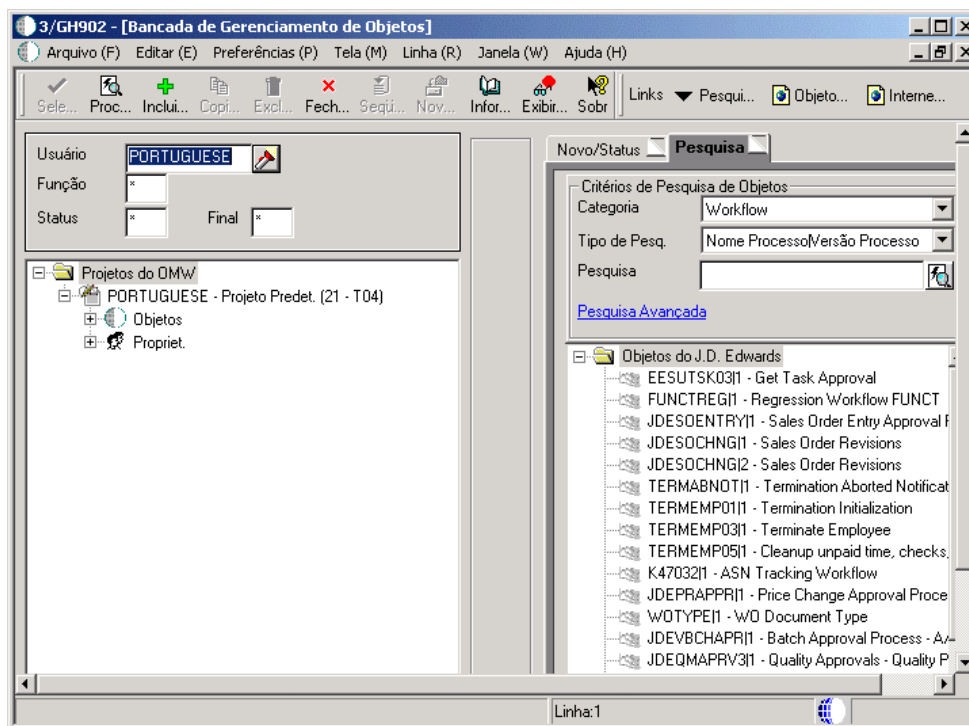 3/GH902 - [Bancada de Gerenciamento de Objetos]
Arquivo (F) Editar (E) Preferências (P) Tela (M) Linha (R) Janela (W) Ajuda (H)
Sele... Proc... Inclui... Copi... Excl... Fech... Seqü... Nov... Infor... Exibir... Sobr Links Pesqui... Objeto... Interne...
Usuário PORTUGUESE
Função *
Status * Final *
Projetos do OMW
PORTUGUESE - Projeto Predet. (21 - T04)
Objetos
Propriet.
Novo/Status Pesquisa
Critérios de Pesquisa de Objetos
Categoria Workflow
Tipo de Pesq. Nome Processo|Versão Processo
Pesquisa
Pesquisa Avançada
Objetos do J.D. Edwards
EESUTSK03|1 - Get Task Approval
FUNCTREG|1 - Regression Workflow FUNCT
JDESOENTRY|1 - Sales Order Entry Approval
JDESOCHNG|1 - Sales Order Revisions
JDESOCHNG|2 - Sales Order Revisions
TERMABNOT|1 - Termination Aborted Notificat
TERMEMP01|1 - Termination Initialization
TERMEMP03|1 - Terminate Employee
TERMEMP05|1 - Cleanup unpaid time, checks,
K47032|1 - ASN Tracking Workflow
JDEPRAPPR|1 - Price Change Approval Proce
WOTYPE|1 - WO Document Type
JDEVBCHAPR|1 - Batch Approval Process - A/
JDEQMAPRV3|1 - Quality Approvals - Quality P
Linha:1